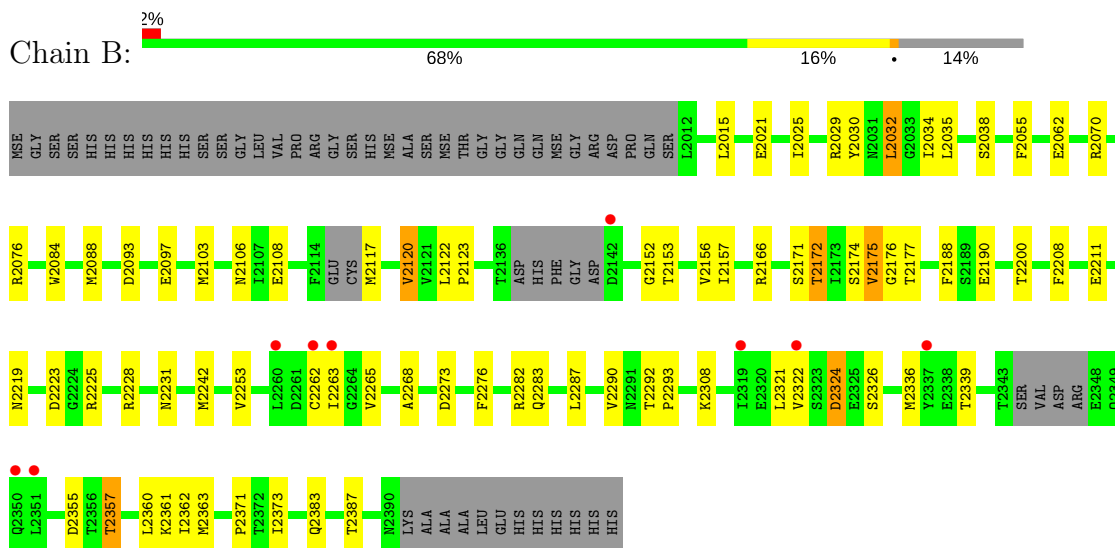 2%
Chain B:
68% 16% • 14%
MSE GLY SER SER HIS HIS HIS HIS HIS HIS SER SER GLY LEU VAL PRO ARG GLY SER HIS MSE ALA SER MSE THR GLY GLY GLN GLN MSE GLY ARG ASP PRO GLN SER L2012 L2015 E2021 I2025 R2029 Y2030 N2031 L2032 G2033 I2034 L2035 S2038 F2055 E2062 R2070
R2076 W2084 M2088 D2093 E2097 M2103 N2106 I2107 E2108 F2114 GLU CYS M2117 V2120 V2121 L2122 P2123 T2136 ASP HIS PHE GLY ASP D2142 G2152 T2153 V2156 I2157 R2166 S2171 T2172 I2173 S2174 V2175 G2176 T2177 F2188 S2189 E2190 T2200 F2208 E2211
N2219 D2223 G2224 R2225 R2228 N2231 M2242 V2253 L2260 D2261 C2262 I2263 G2264 V2265 A2268 D2273 F2276 R2282 Q2283 L2287 V2290 N2291 T2292 P2293 K2308 I2319 E2320 L2321 V2322 S2323 D2324 E2325 S2326 M2336 Y2337 E2338 T2339 T2343 SER VAL ASP ARG E2348
Q2350 L2351 D2355 T2356 T2357 L2360 K2361 I2362 M2363 P2371 T2372 I2373 Q2383 T2387 N2390 LYS ALA ALA ALA LEU GLU HIS HIS HIS HIS HIS HIS